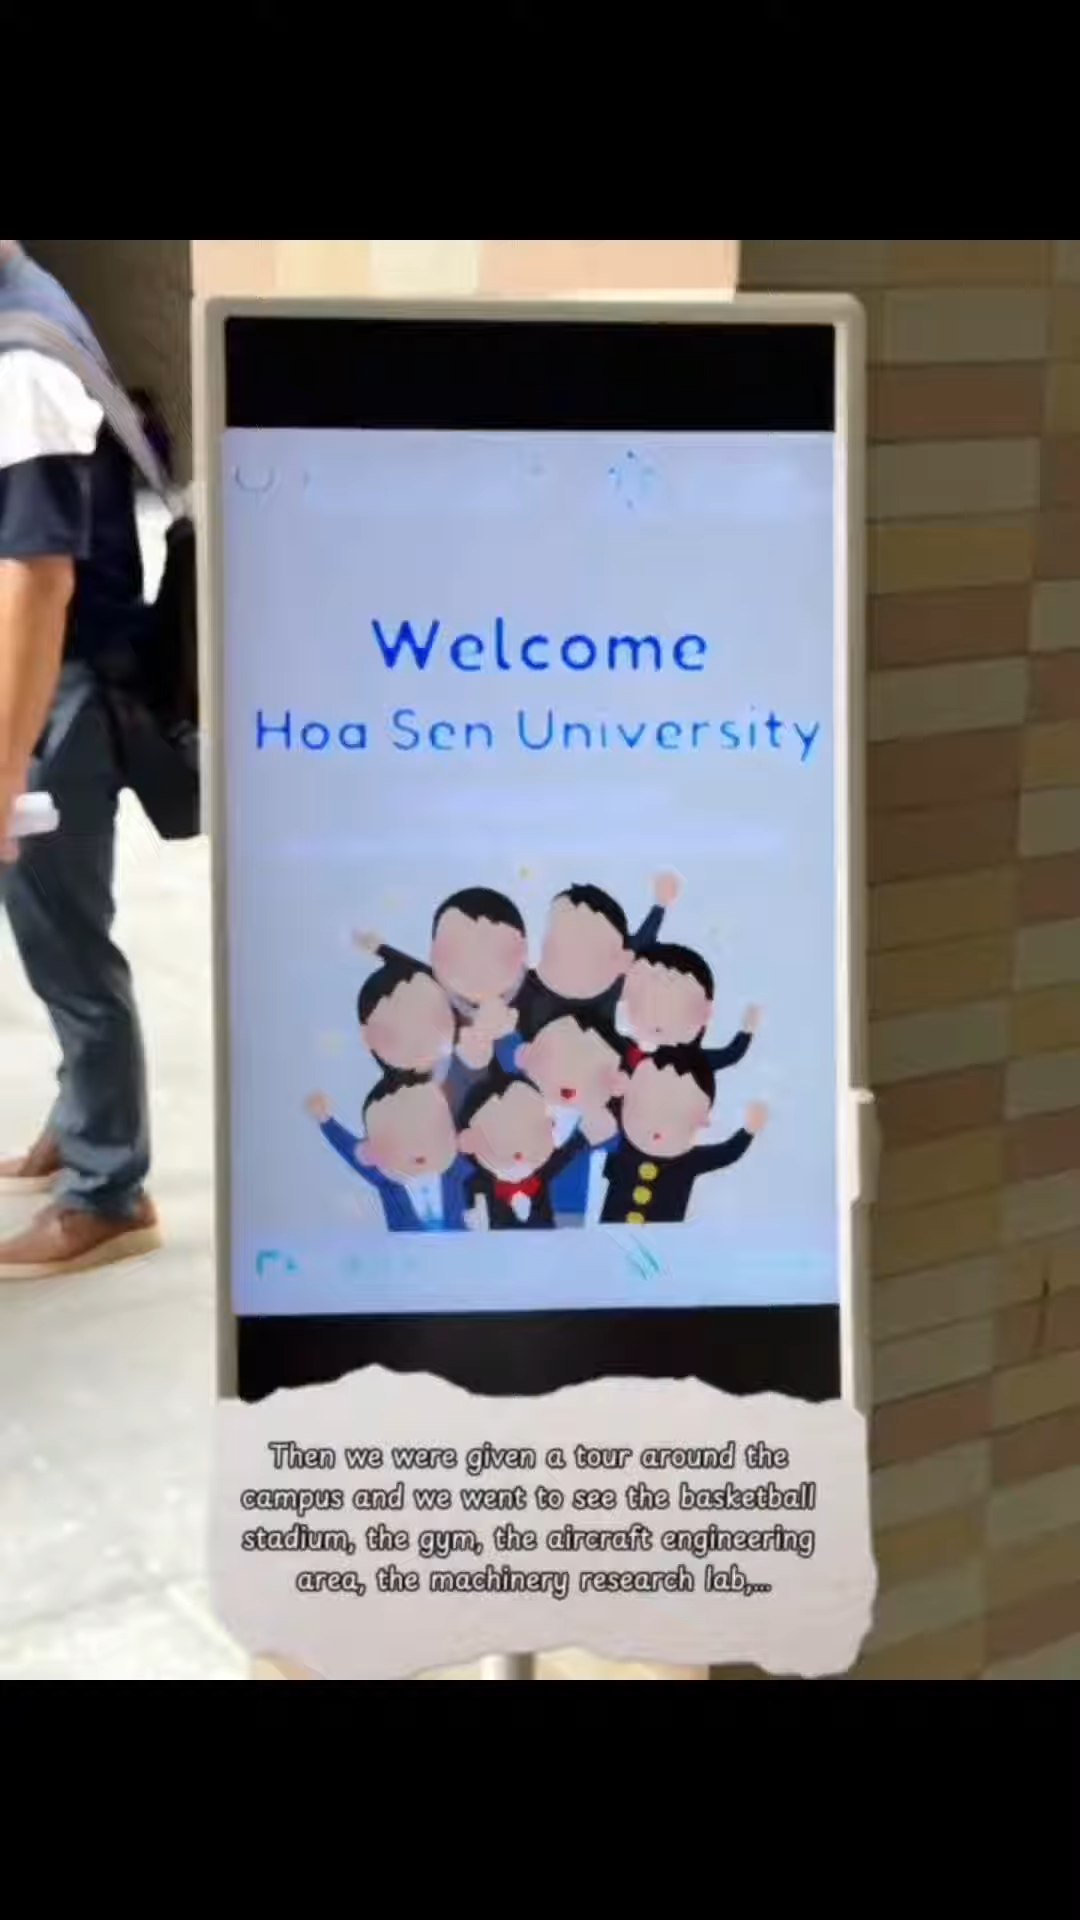 Welcome
Hoa Sen University
Then we were given a tour around the
campus and we went to see the basketball
stadium, the gym, the aircraft engineering
area, the machinery research lab,...